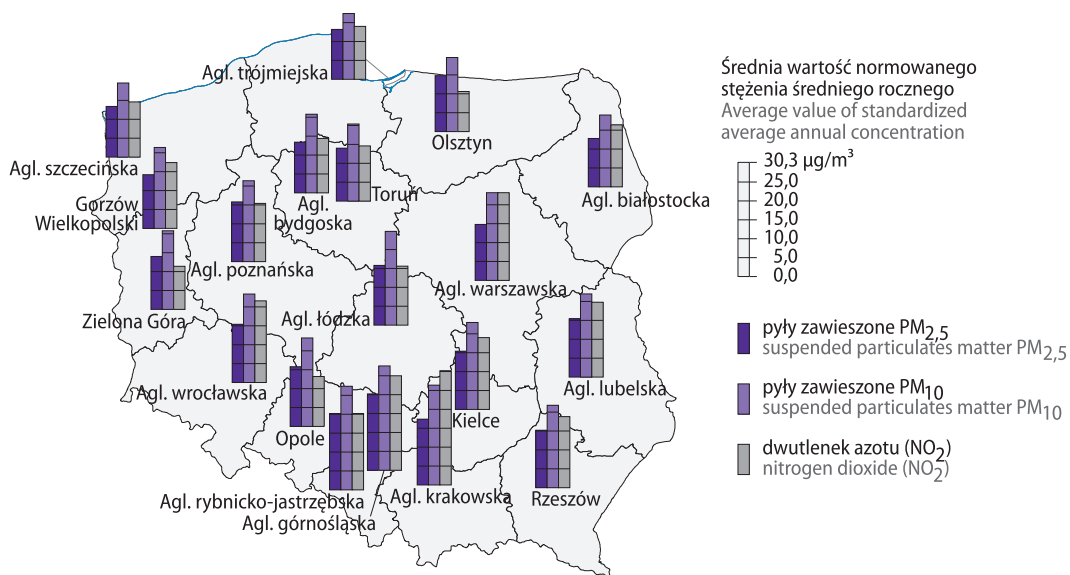 Agl. trójmiejska
Olsztyn
Agl. szczecińska
Agl. białostocka
Toruń
Agl.
bydgoska
Gorzów
Wielkopolski
Agl. poznańska
Agl. warszawska
Zielona Góra
Agl. łódzka
Agl. wrocławska
Agl. lubelska
Kielce
Opole
Agl. rybnicko-jastrzębska
Agl. krakowska
Rzeszów
Agl. górnośląska
Średnia wartość normowanego
stężenia średniego rocznego
Average value of standardized
average annual concentration
30,3 µg/m³
25,0
20,0
15,0
10,0
5,0
0,0
pyły zawieszone PM2,5
suspended particulates matter PM2,5
pyły zawieszone PM10
suspended particulates matter PM10
dwutlenek azotu (NO2)
nitrogen dioxide (NO2)